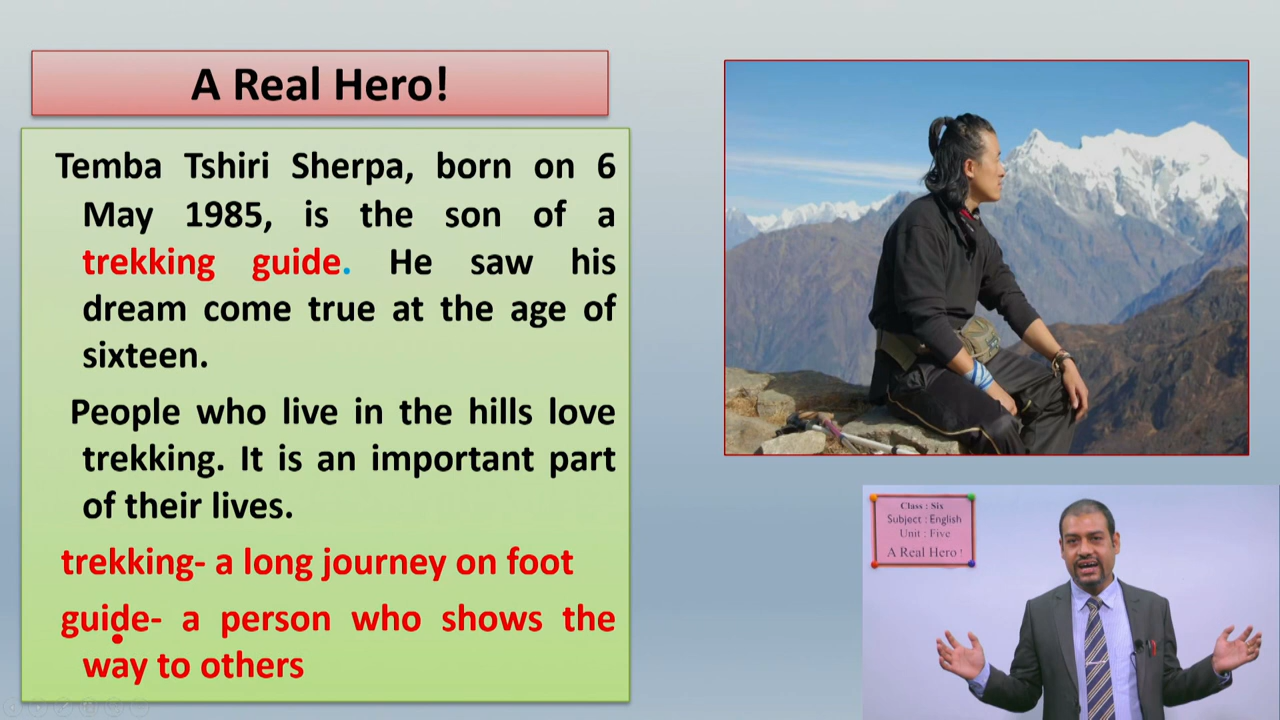 A Real Hero!
Temba Tshiri Sherpa, born on 6
May 1985, is the son of a
trekking guide. He saw his
dream come true at the age of
sixteen.
People who live in the hills love
trekking. It is an important part
of their lives.
trekking- a long journey on foot
guide- a person who shows the
way to others
Class : Six
Subject : English
Unit : Five
A Real Hero !